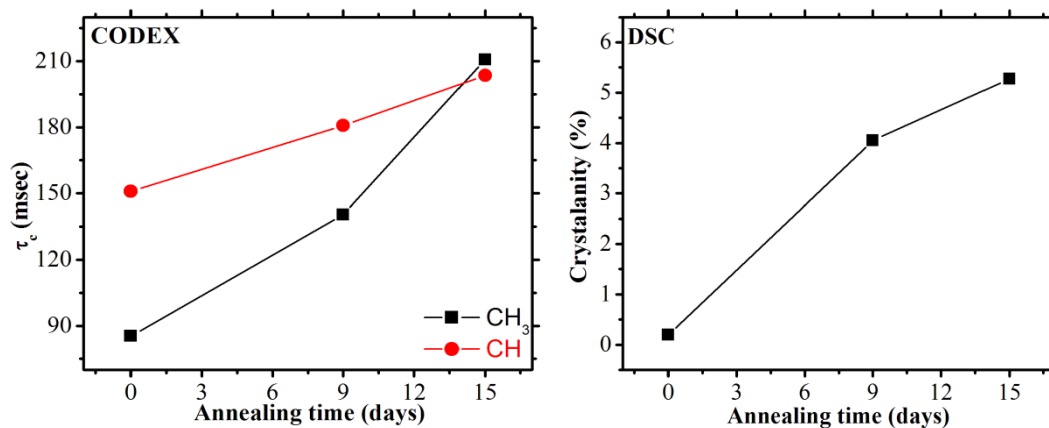 CODEX
τc (msec)
210
180
150
120
90
CH3
CH
0 3 6 9 12 15
Annealing time (days)
DSC
Crystalanity (%)
6
5
4
3
2
1
0
0 3 6 9 12 15
Annealing time (days)